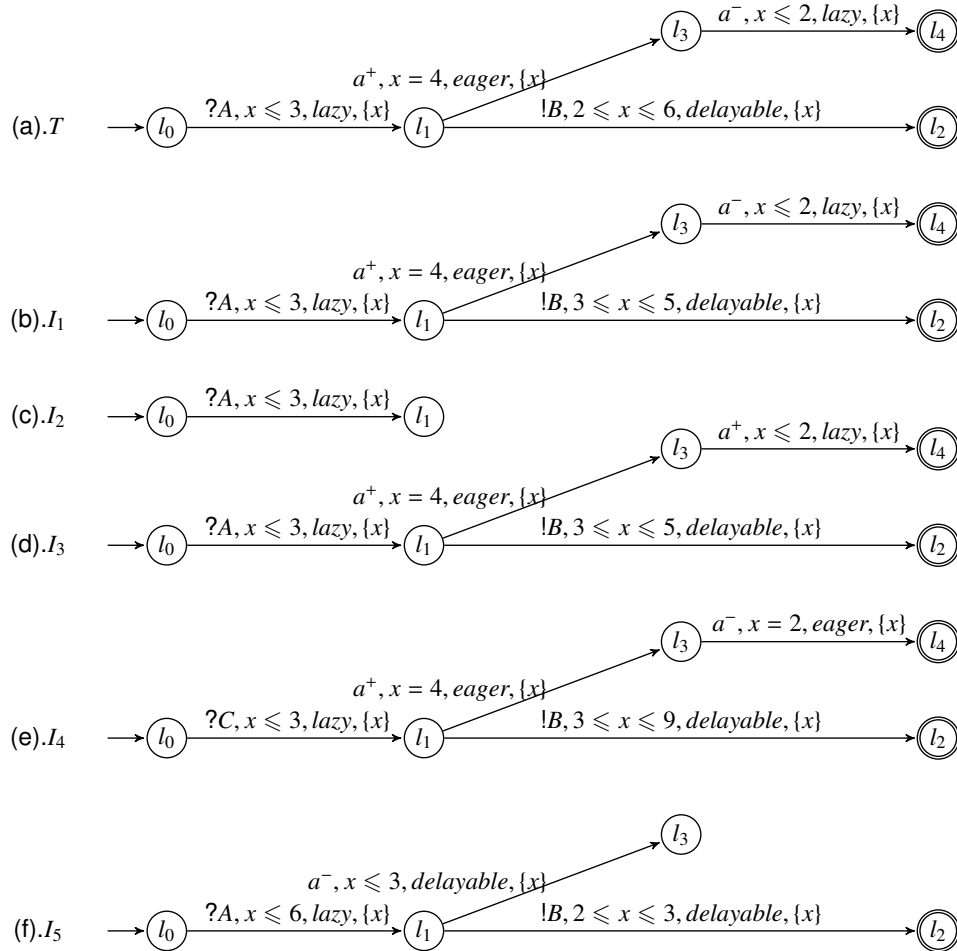 a⁻, x ⩽ 2, lazy, {x}
l₃ l₄
a⁺, x = 4, eager, {x}
?A, x ⩽ 3, lazy, {x} !B, 2 ⩽ x ⩽ 6, delayable, {x}
(a).T l₀ l₁ l₂
a⁻, x ⩽ 2, lazy, {x}
l₃ l₄
a⁺, x = 4, eager, {x}
?A, x ⩽ 3, lazy, {x} !B, 3 ⩽ x ⩽ 5, delayable, {x}
(b).I₁ l₀ l₁ l₂
?A, x ⩽ 3, lazy, {x}
(c).I₂ l₀ l₁
a⁺, x ⩽ 2, lazy, {x}
l₃ l₄
a⁺, x = 4, eager, {x}
?A, x ⩽ 3, lazy, {x} !B, 3 ⩽ x ⩽ 5, delayable, {x}
(d).I₃ l₀ l₁ l₂
a⁻, x = 2, eager, {x}
l₃ l₄
a⁺, x = 4, eager, {x}
?C, x ⩽ 3, lazy, {x} !B, 3 ⩽ x ⩽ 9, delayable, {x}
(e).I₄ l₀ l₁ l₂
l₃
a⁻, x ⩽ 3, delayable, {x}
?A, x ⩽ 6, lazy, {x} !B, 2 ⩽ x ⩽ 3, delayable, {x}
(f).I₅ l₀ l₁ l₂